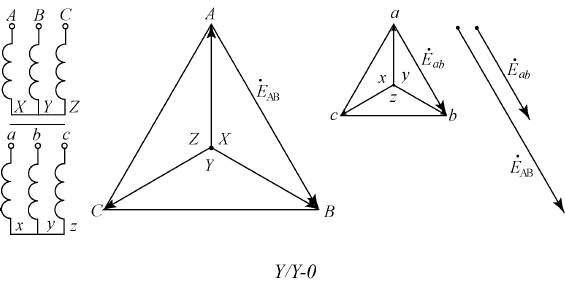 A B C
X Y Z
a b c
x y z
A
Ė_AB
Z X
Y
C B
a
Ė_ab
x y
z
c b
Ė_ab
Ė_AB
Y/Y-0